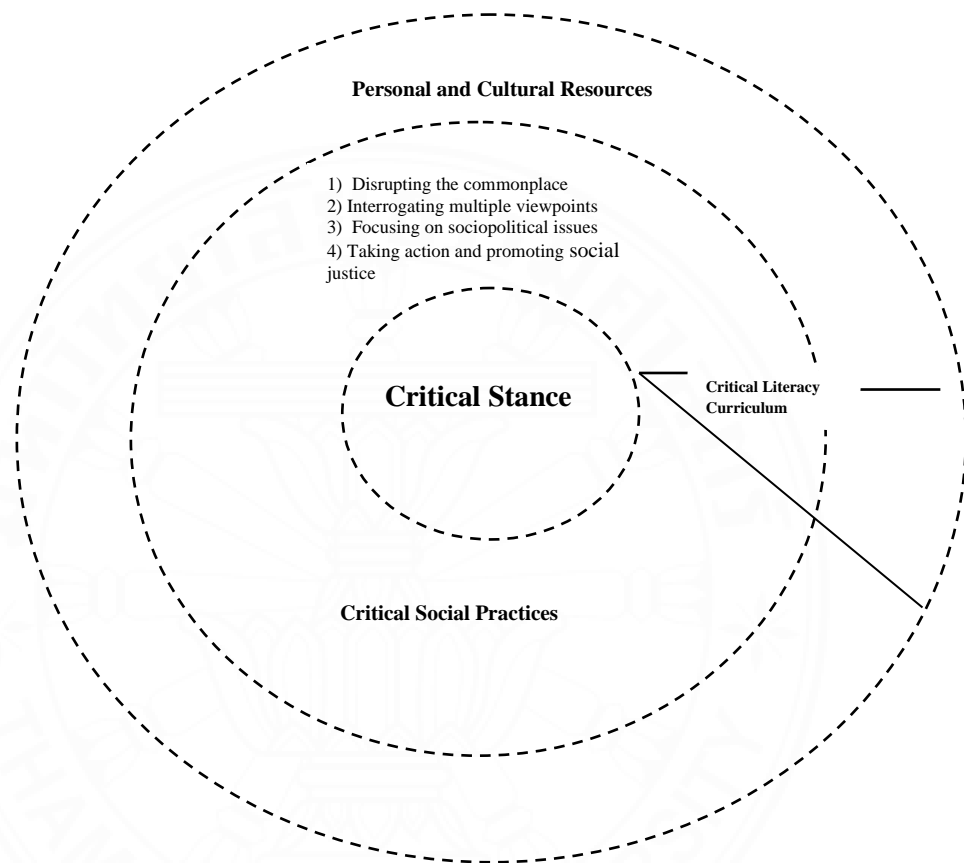 Personal and Cultural Resources
1) Disrupting the commonplace
2) Interrogating multiple viewpoints
3) Focusing on sociopolitical issues
4) Taking action and promoting social
justice
Critical Stance
Critical Literacy
Curriculum
Critical Social Practices